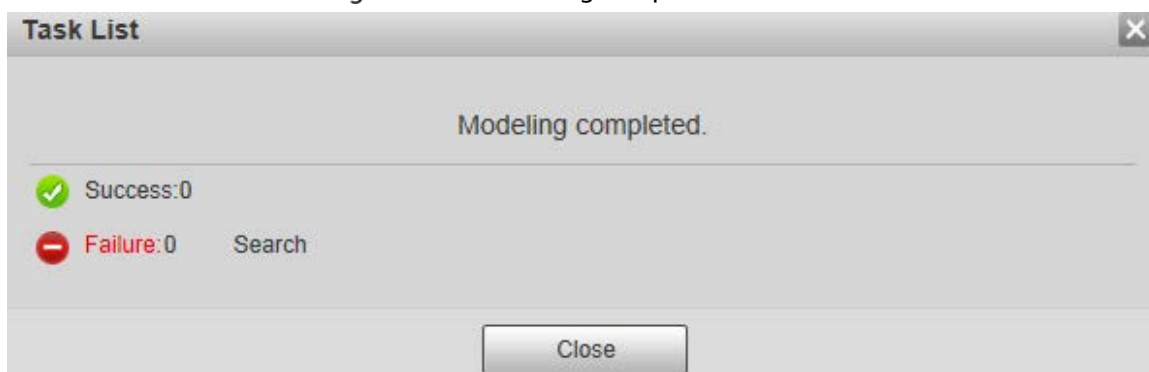 Task List
Modeling completed.
Success:0
Failure:0 Search
Close